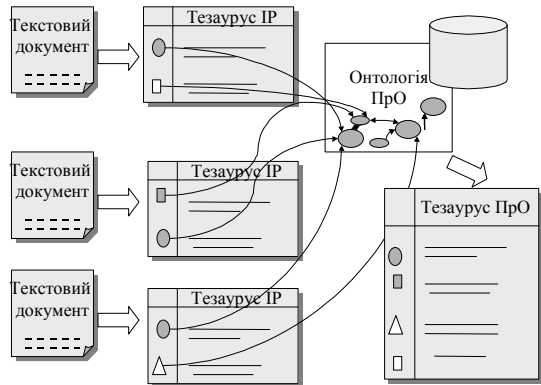 Текстовий
документ
Тезаурус ІР
Онтологія
ПрО
Текстовий
документ
Тезаурус ІР
Тезаурус ПрО
Текстовий
документ
Тезаурус ІР